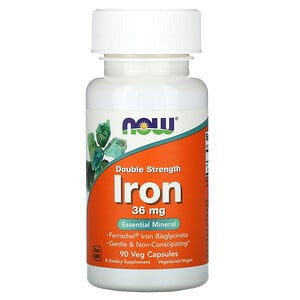 NOW
Double Strength
Iron
36 mg
Essential Mineral
• Ferrochel® Iron Bisglycinate
• Gentle & Non-Constipating*
90 Veg Capsules
A Dietary Supplement Vegetarian/Vegan